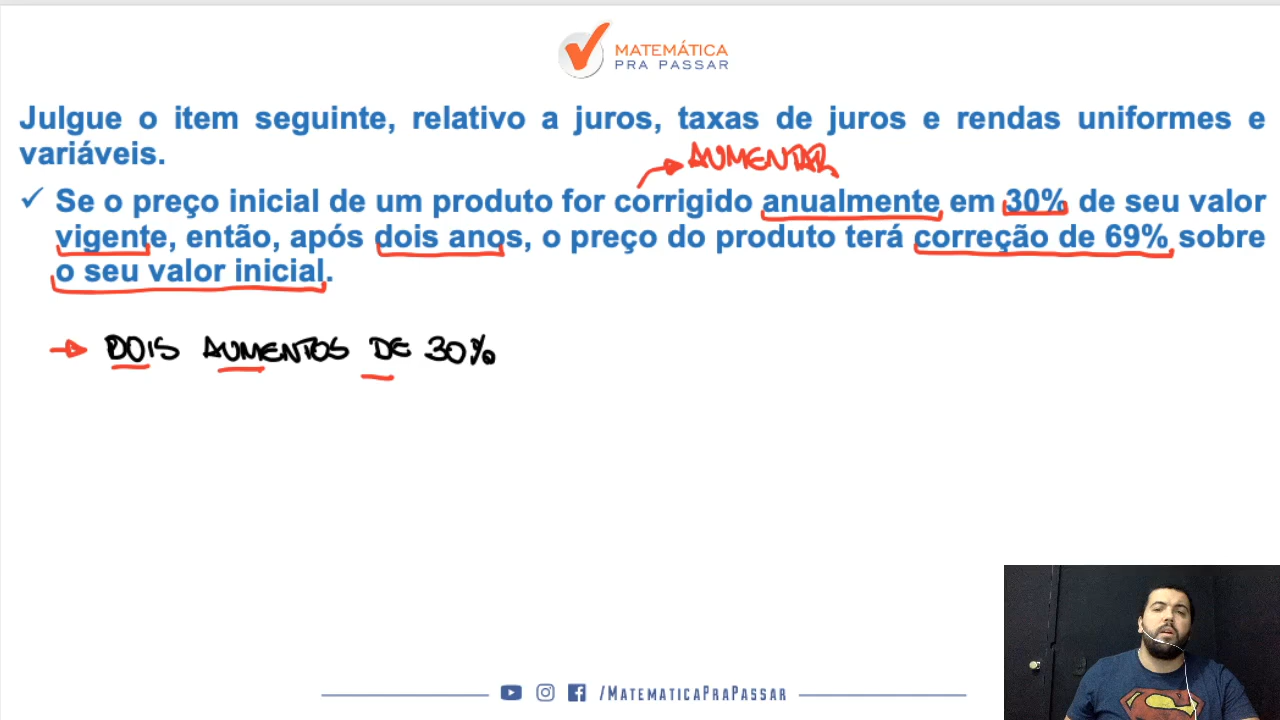 MATEMÁTICA
PRA PASSAR
Julgue o item seguinte, relativo a juros, taxas de juros e rendas uniformes e
variáveis.
AUMENTAR
✓ Se o preço inicial de um produto for corrigido anualmente em 30% de seu valor
vigente, então, após dois anos, o preço do produto terá correção de 69% sobre
o seu valor inicial.
→ DOIS AUMENTOS DE 30%
/MATEMATICAPRAPASSAR